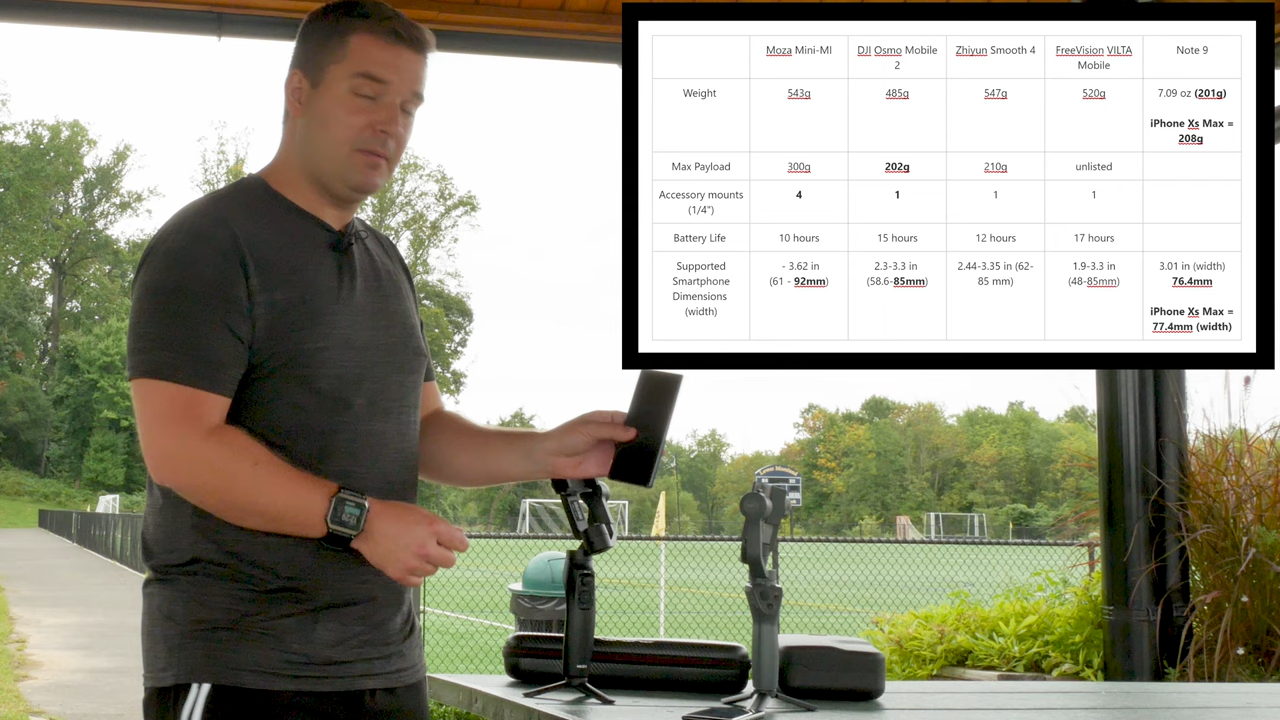 Moza Mini-MI
DJI Osmo Mobile
2
Zhiyun Smooth 4
FreeVision VILTA
Mobile
Note 9
Weight
543g
485g
547g
520g
7.09 oz (201g)
iPhone Xs Max =
208g
Max Payload
300g
202g
210g
unlisted
Accessory mounts
(1/4")
4
1
1
1
Battery Life
10 hours
15 hours
12 hours
17 hours
Supported
Smartphone
Dimensions
(width)
- 3.62 in
(61 - 92mm)
2.3-3.3 in
(58.6-85mm)
2.44-3.35 in (62-
85 mm)
1.9-3.3 in
(48-85mm)
3.01 in (width)
76.4mm
iPhone Xs Max =
77.4mm (width)